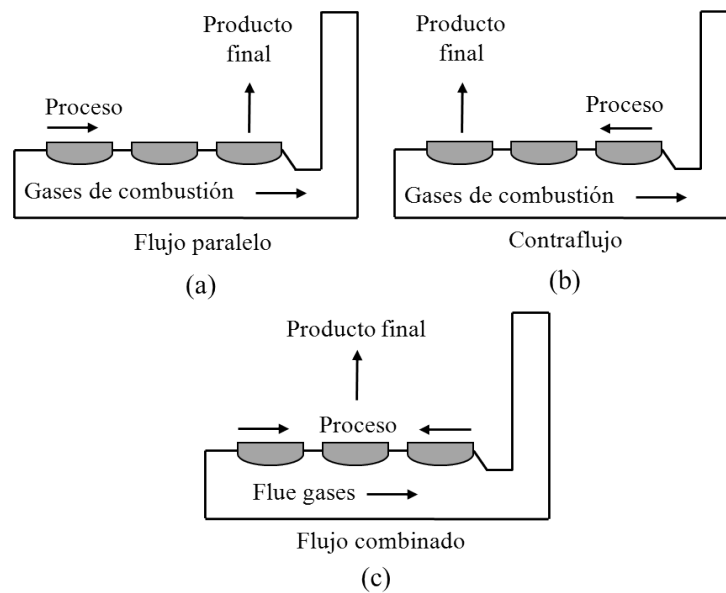 Producto
final
Proceso
Gases de combustión
Flujo paralelo
(a)
Producto
final
Proceso
Gases de combustión
Contraflujo
(b)
Producto final
Proceso
Flue gases
Flujo combinado
(c)